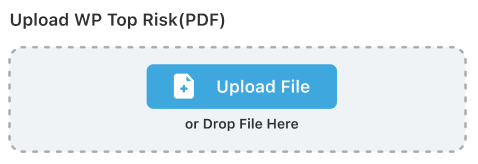 Upload WP Top Risk(PDF)
Upload File
or Drop File Here